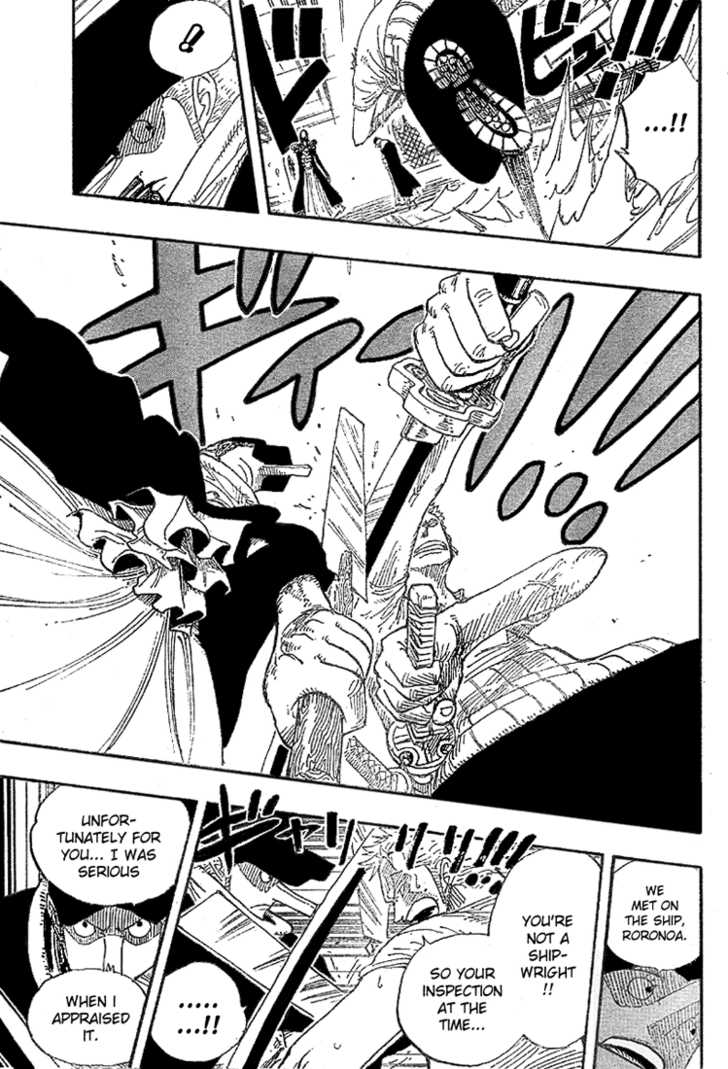 ...!!
ビュ!!!
ド
!
ギィ
WE
MET ON
THE SHIP,
RORONOA.
YOU'RE
NOT A
SHIP-
WRIGHT
!!
SO YOUR
INSPECTION
AT THE
TIME...
ギャ
.....
...!!
UNFOR-
TUNATELY FOR
YOU... I WAS
SERIOUS
WHEN I
APPRAISED
IT.